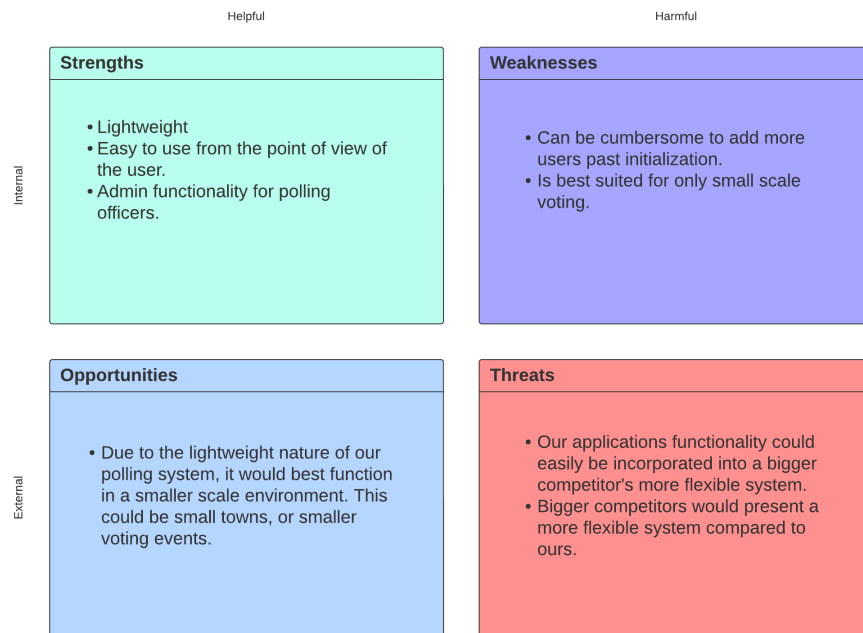 Helpful
Harmful
Strengths
• Lightweight
• Easy to use from the point of view of
the user.
• Admin functionality for polling
officers.
Weaknesses
• Can be cumbersome to add more
users past initialization.
• Is best suited for only small scale
voting.
Internal
Opportunities
• Due to the lightweight nature of our
polling system, it would best function
in a smaller scale environment. This
could be small towns, or smaller
voting events.
Threats
• Our applications functionality could
easily be incorporated into a bigger
competitor's more flexible system.
• Bigger competitors would present a
more flexible system compared to
ours.
External